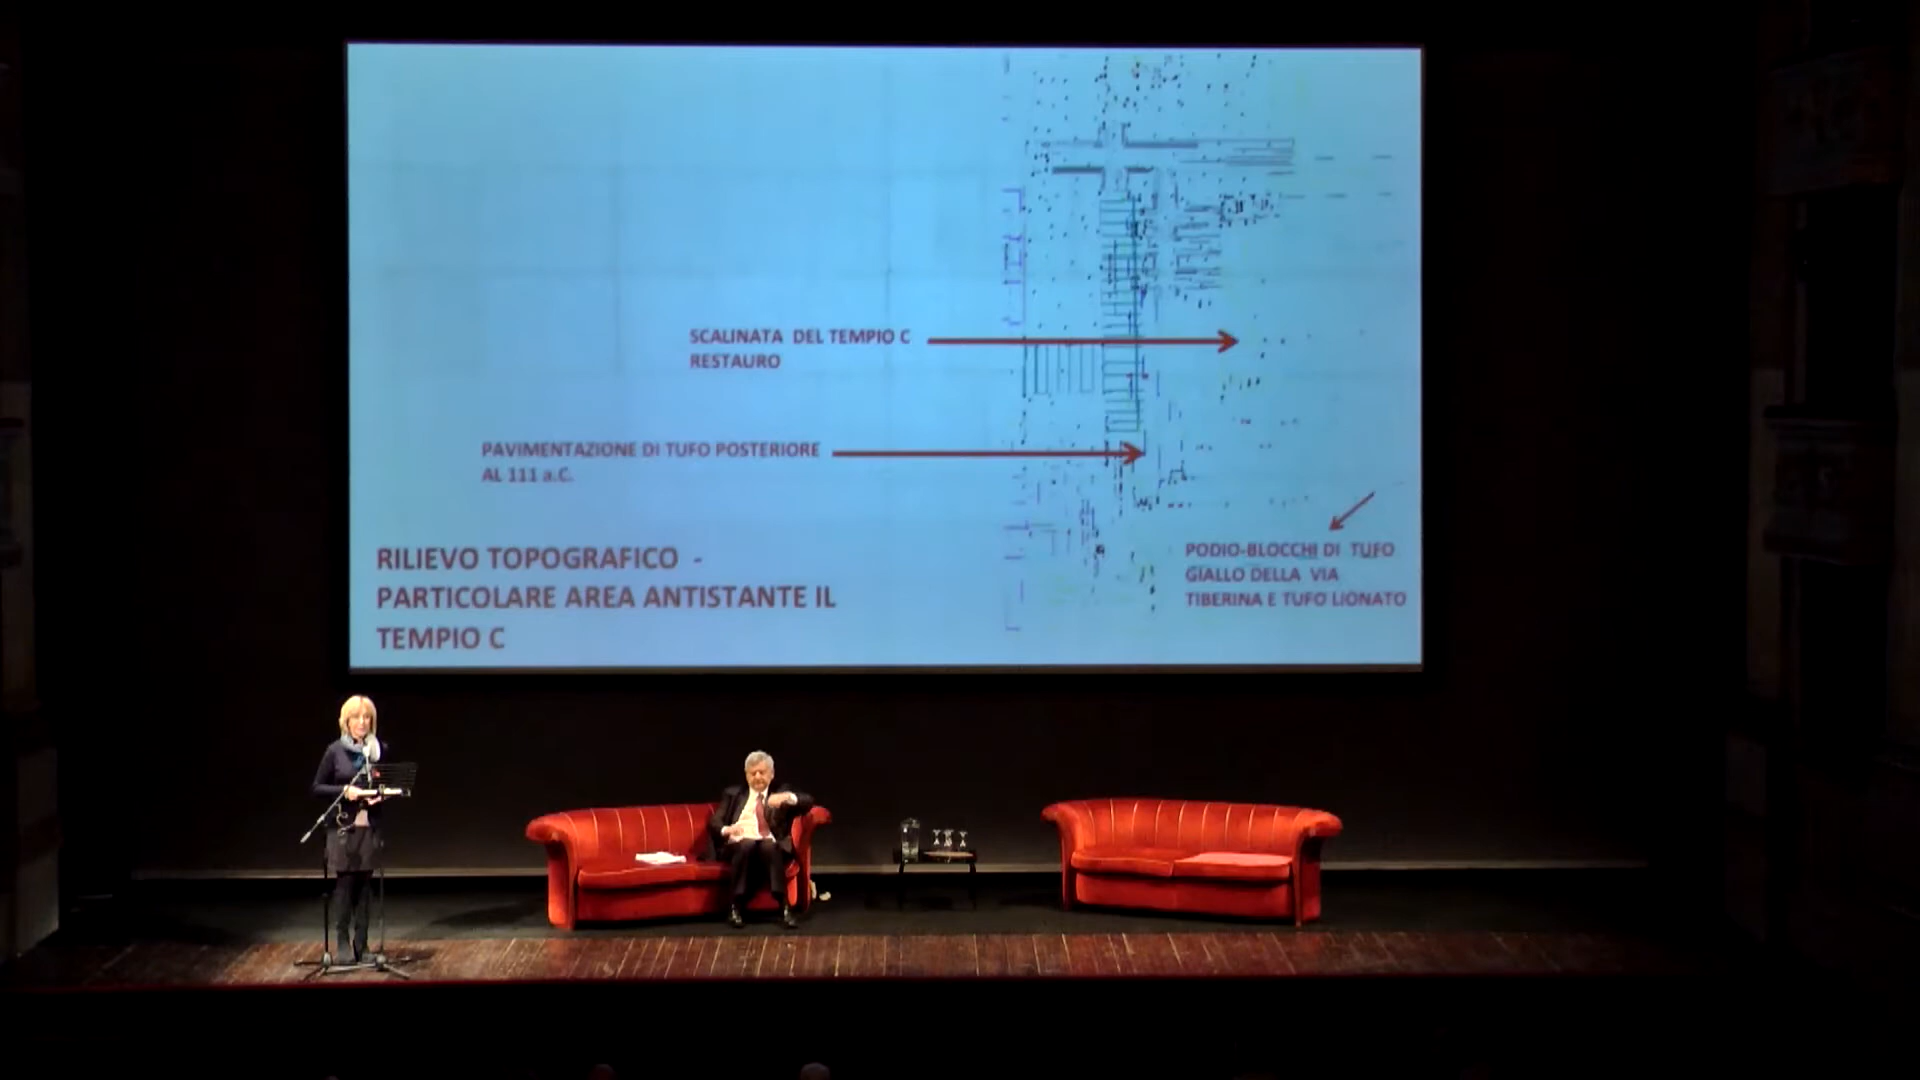 SCALINATA DEL TEMPIO C
RESTAURO
PAVIMENTAZIONE DI TUFO POSTERIORE
AL 111 a.C.
RILIEVO TOPOGRAFICO -
PARTICOLARE AREA ANTISTANTE IL
TEMPIO C
PODIO-BLOCCHI DI TUFO
GIALLO DELLA VIA
TIBERINA E TUFO LIONATO